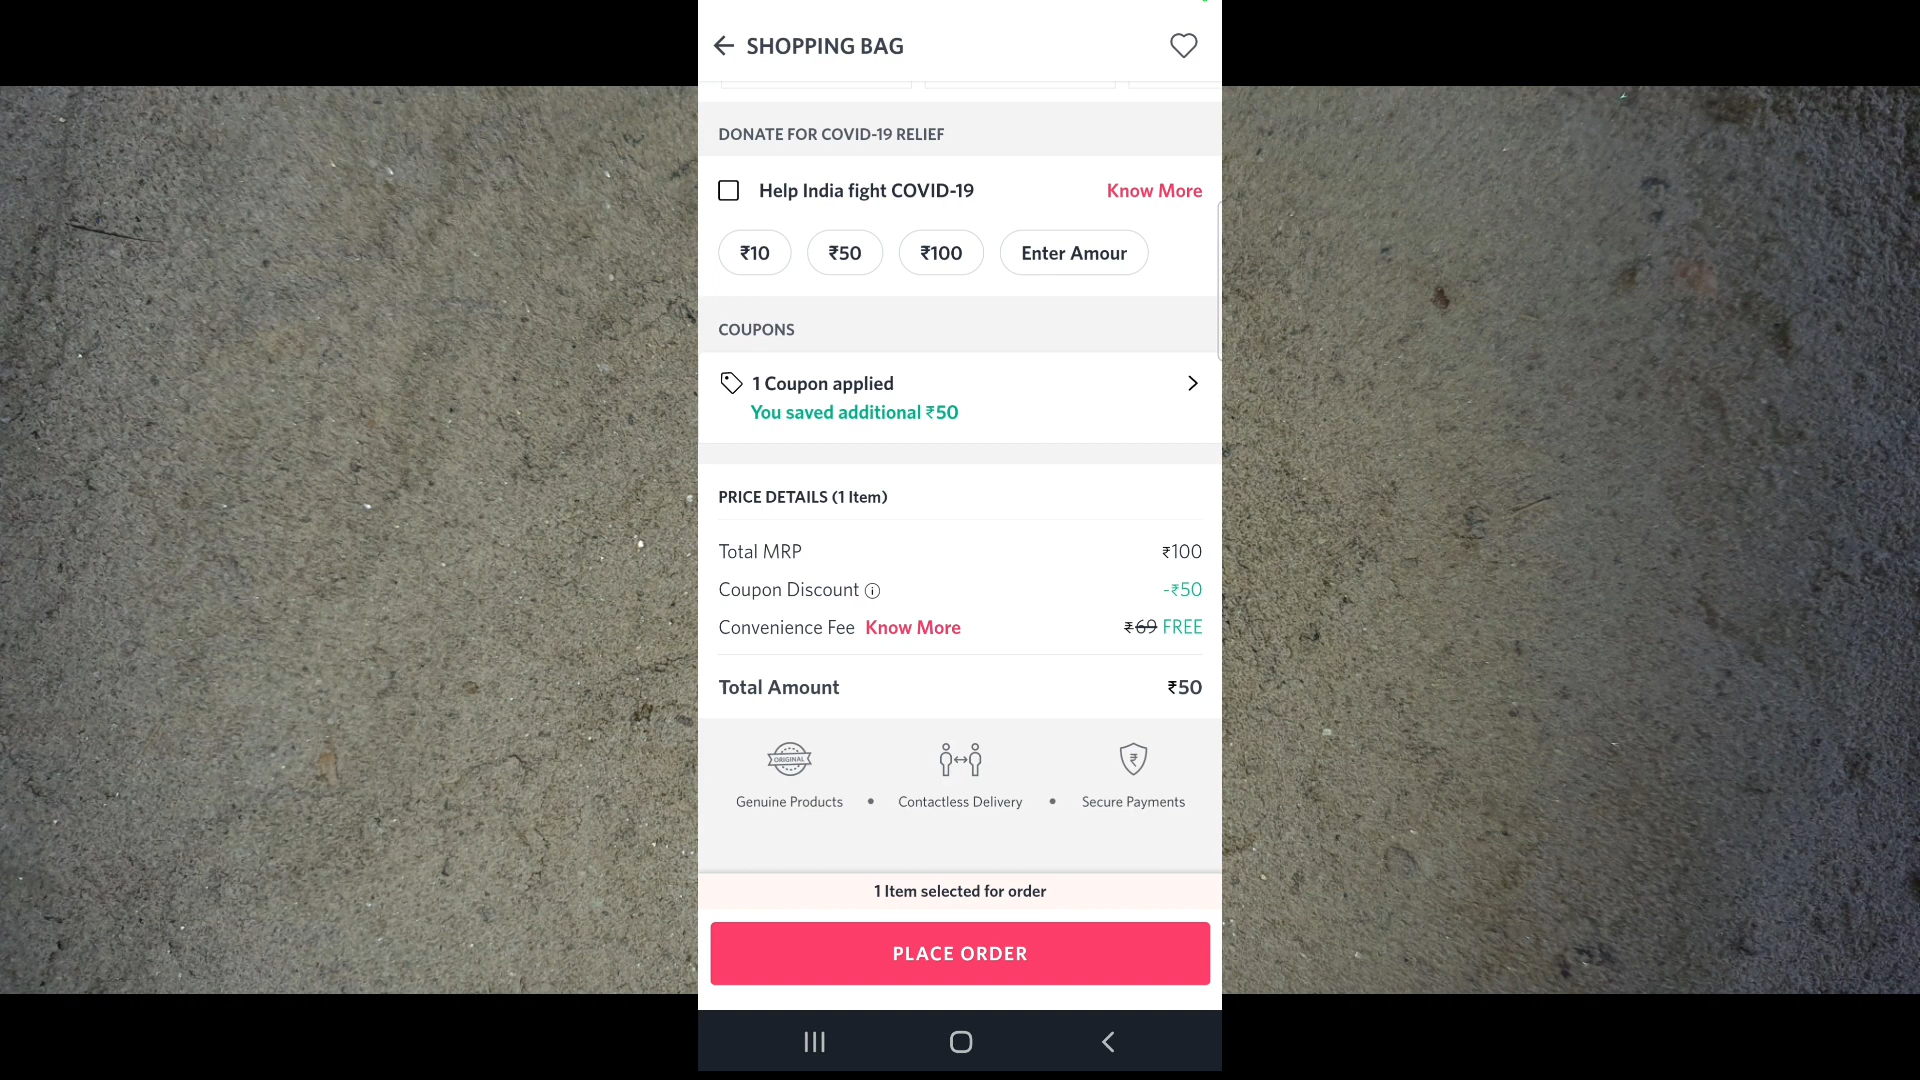 SHOPPING BAG
DONATE FOR COVID-19 RELIEF
Help India fight COVID-19 Know More
₹10 ₹50 ₹100 Enter Amour
COUPONS
1 Coupon applied
You saved additional ₹50
PRICE DETAILS (1 Item)
Total MRP ₹100
Coupon Discount -₹50
Convenience Fee Know More ₹69 FREE
Total Amount ₹50
ORIGINAL
Genuine Products • Contactless Delivery • Secure Payments
1 Item selected for order
PLACE ORDER